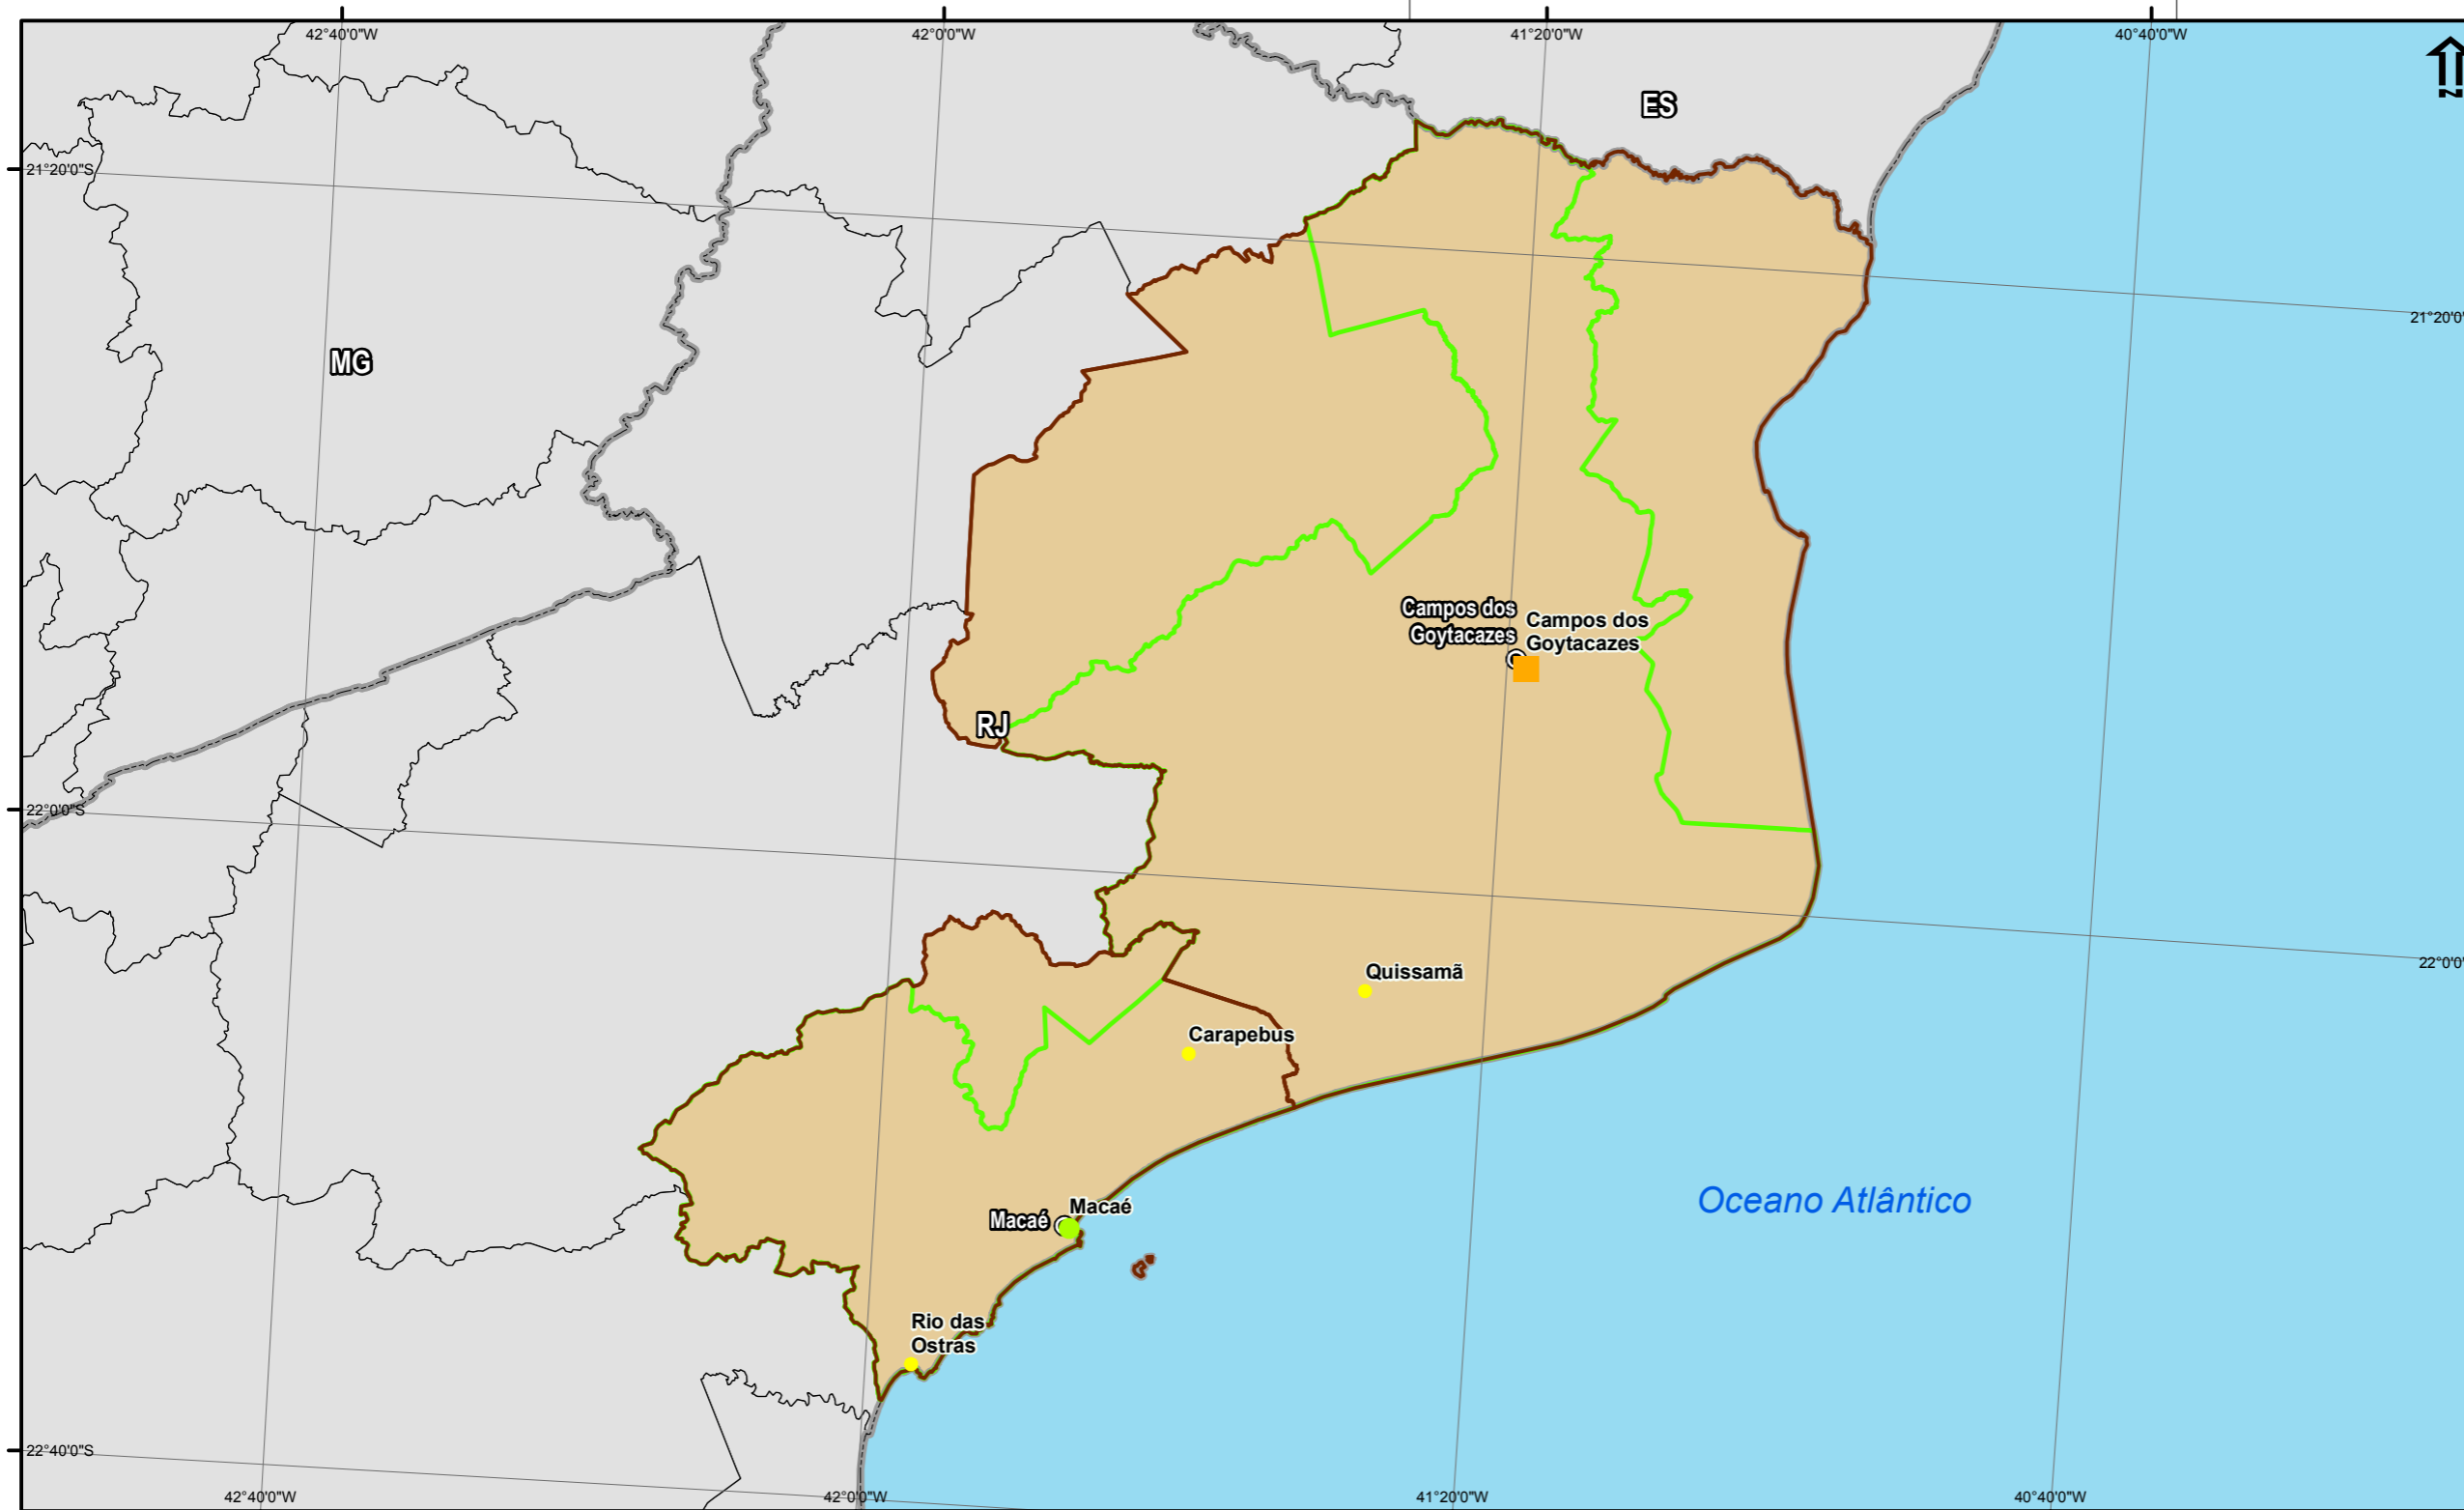 42°40'0"W
42°0'0"W
41°20'0"W
40°40'0"W
N
ES
21°20'0"S
21°20'0"
MG
Campos dos
Goytacazes
Campos dos
Goytacazes
RJ
22°0'0"S
22°0'0"
Quissamã
Carapebus
Macaé
Macaé
Oceano Atlântico
Rio das
Ostras
22°40'0"S
42°40'0"W
42°0'0"W
41°20'0"W
40°40'0"W